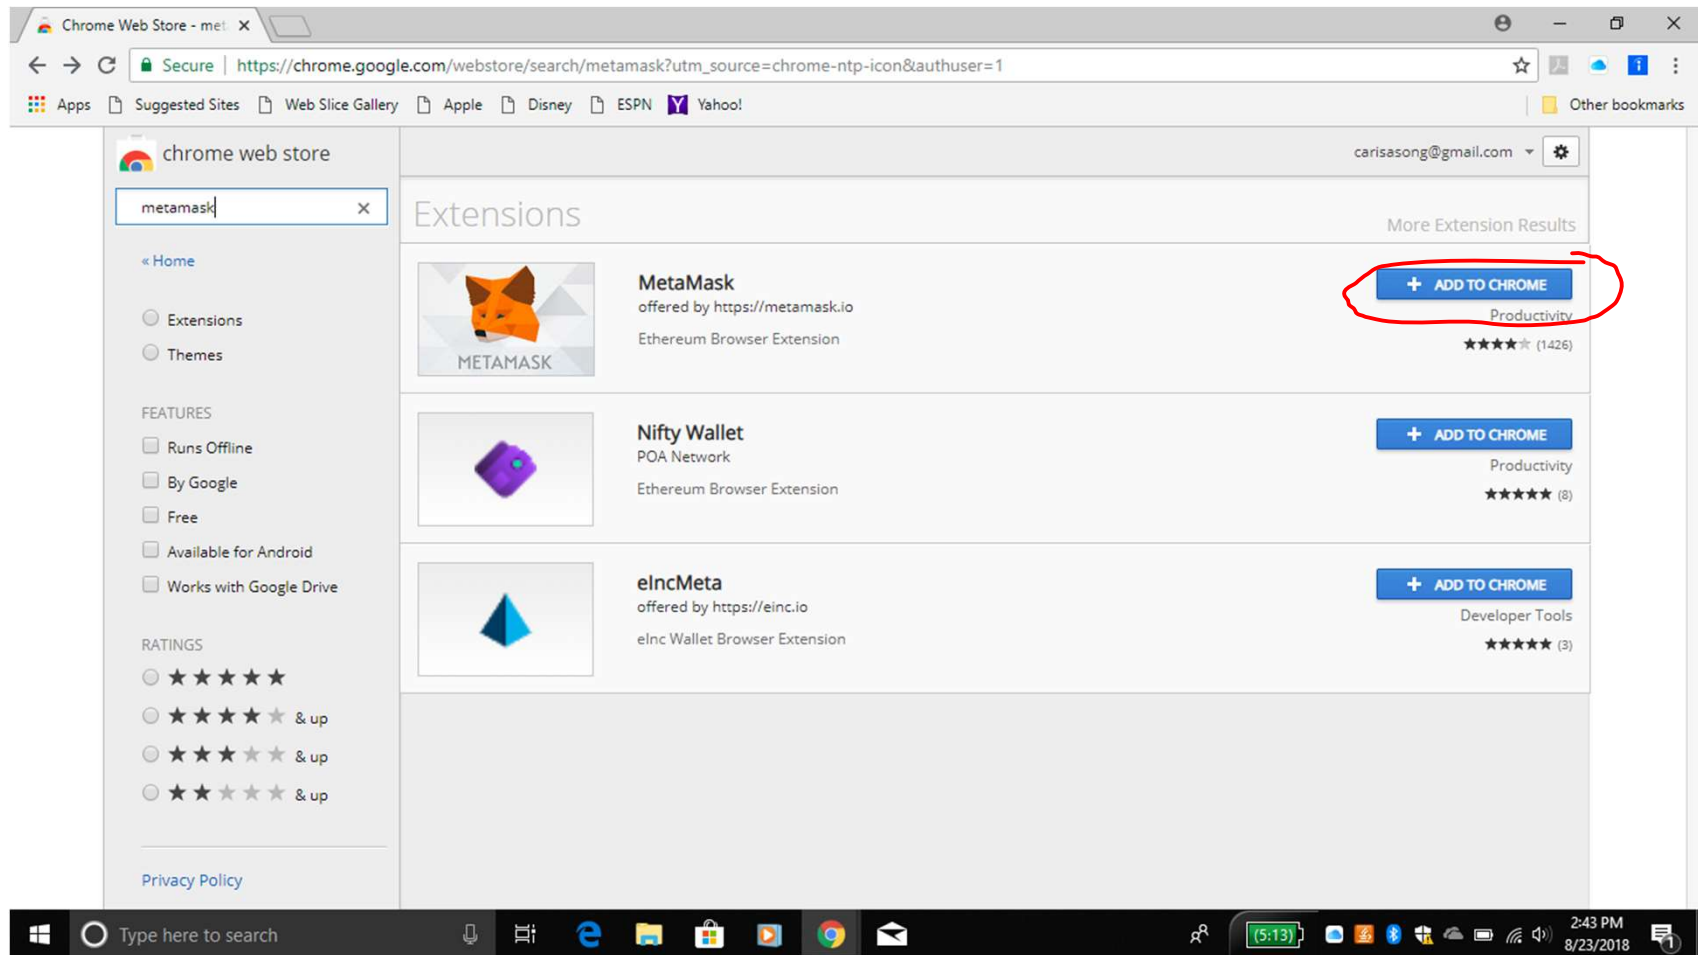 Chrome Web Store - met
Secure | https://chrome.google.com/webstore/search/metamask?utm_source=chrome-ntp-icon&authuser=1
Apps Suggested Sites Web Slice Gallery Apple Disney ESPN Yahoo! Other bookmarks
chrome web store
carisasong@gmail.com
metamask
Extensions
More Extension Results
« Home
Extensions
Themes
FEATURES
Runs Offline
By Google
Free
Available for Android
Works with Google Drive
RATINGS
& up
& up
& up
Privacy Policy
METAMASK
MetaMask
offered by https://metamask.io
Ethereum Browser Extension
ADD TO CHROME
Productivity
(1426)
Nifty Wallet
POA Network
Ethereum Browser Extension
ADD TO CHROME
Productivity
(8)
eIncMeta
offered by https://einc.io
eInc Wallet Browser Extension
ADD TO CHROME
Developer Tools
(3)
Type here to search
(5:13)
2:43 PM
8/23/2018
1